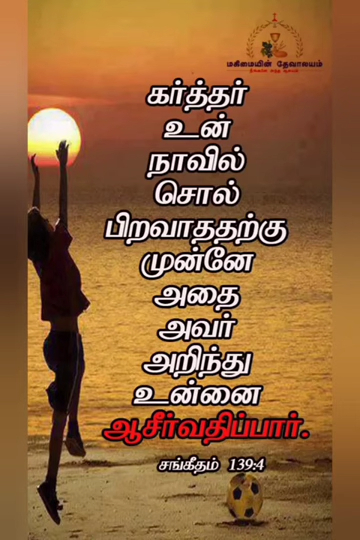 மகிமையின் தேவாலயம்
கர்த்தர்
உன்
நாவில்
சொல்
பிறவாததற்கு
முன்னே
அதை
அவர்
அறிந்து
உன்னை
ஆசீர்வதிப்பார்.
சங்கீதம் 139:4